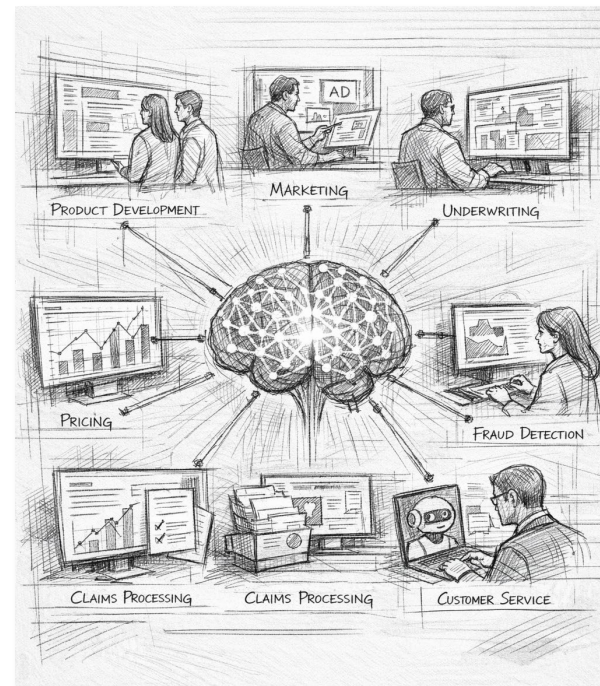 AD
MARKETING
PRODUCT DEVELOPMENT
UNDERWRITING
PRICING
FRAUD DETECTION
CLAIMS PROCESSING
CLAIMS PROCESSING
CUSTOMER SERVICE